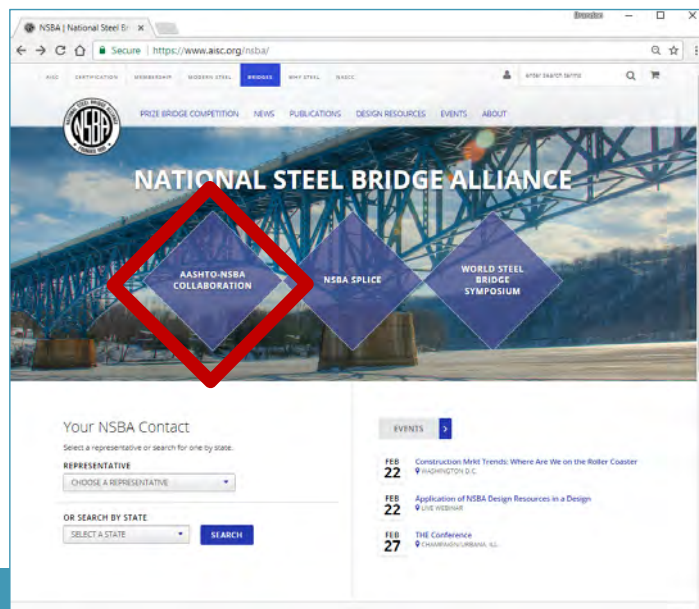 NSBA | National Steel Br
Secure | https://www.aisc.org/nsba/
AISC CERTIFICATION MEMBERSHIP MODERN STEEL BRIDGES WHY STEEL NASCC
enter search terms
NSBA
PRIZE BRIDGE COMPETITION NEWS PUBLICATIONS DESIGN RESOURCES EVENTS ABOUT
NATIONAL STEEL BRIDGE ALLIANCE
AASHTO-NSBA
COLLABORATION
NSBA SPLICE
WORLD STEEL
BRIDGE
SYMPOSIUM
Your NSBA Contact
Select a representative or search for one by state.
REPRESENTATIVE
CHOOSE A REPRESENTATIVE
OR SEARCH BY STATE
SELECT A STATE
SEARCH
EVENTS
FEB
22
Construction Mrkt Trends: Where Are We on the Roller Coaster
WASHINGTON D.C.
FEB
22
Application of NSBA Design Resources in a Design
LIVE WEBINAR
FEB
27
THE Conference
CHAMPAIGN/URBANA, ILL.